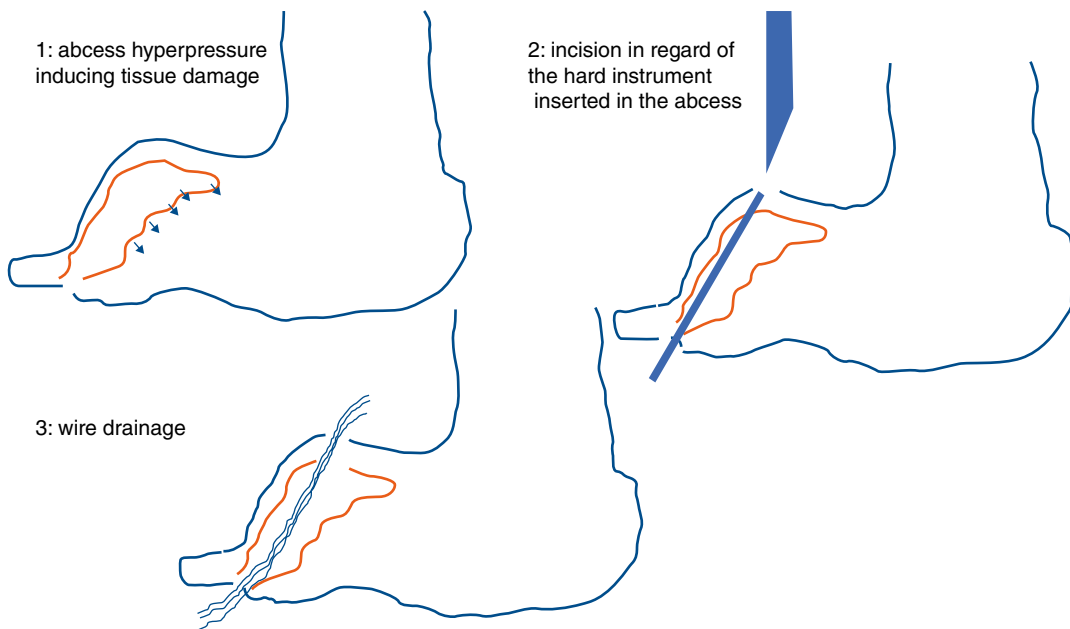 1: abcess hyperpressure
inducing tissue damage
2: incision in regard of
the hard instrument
inserted in the abcess
3: wire drainage